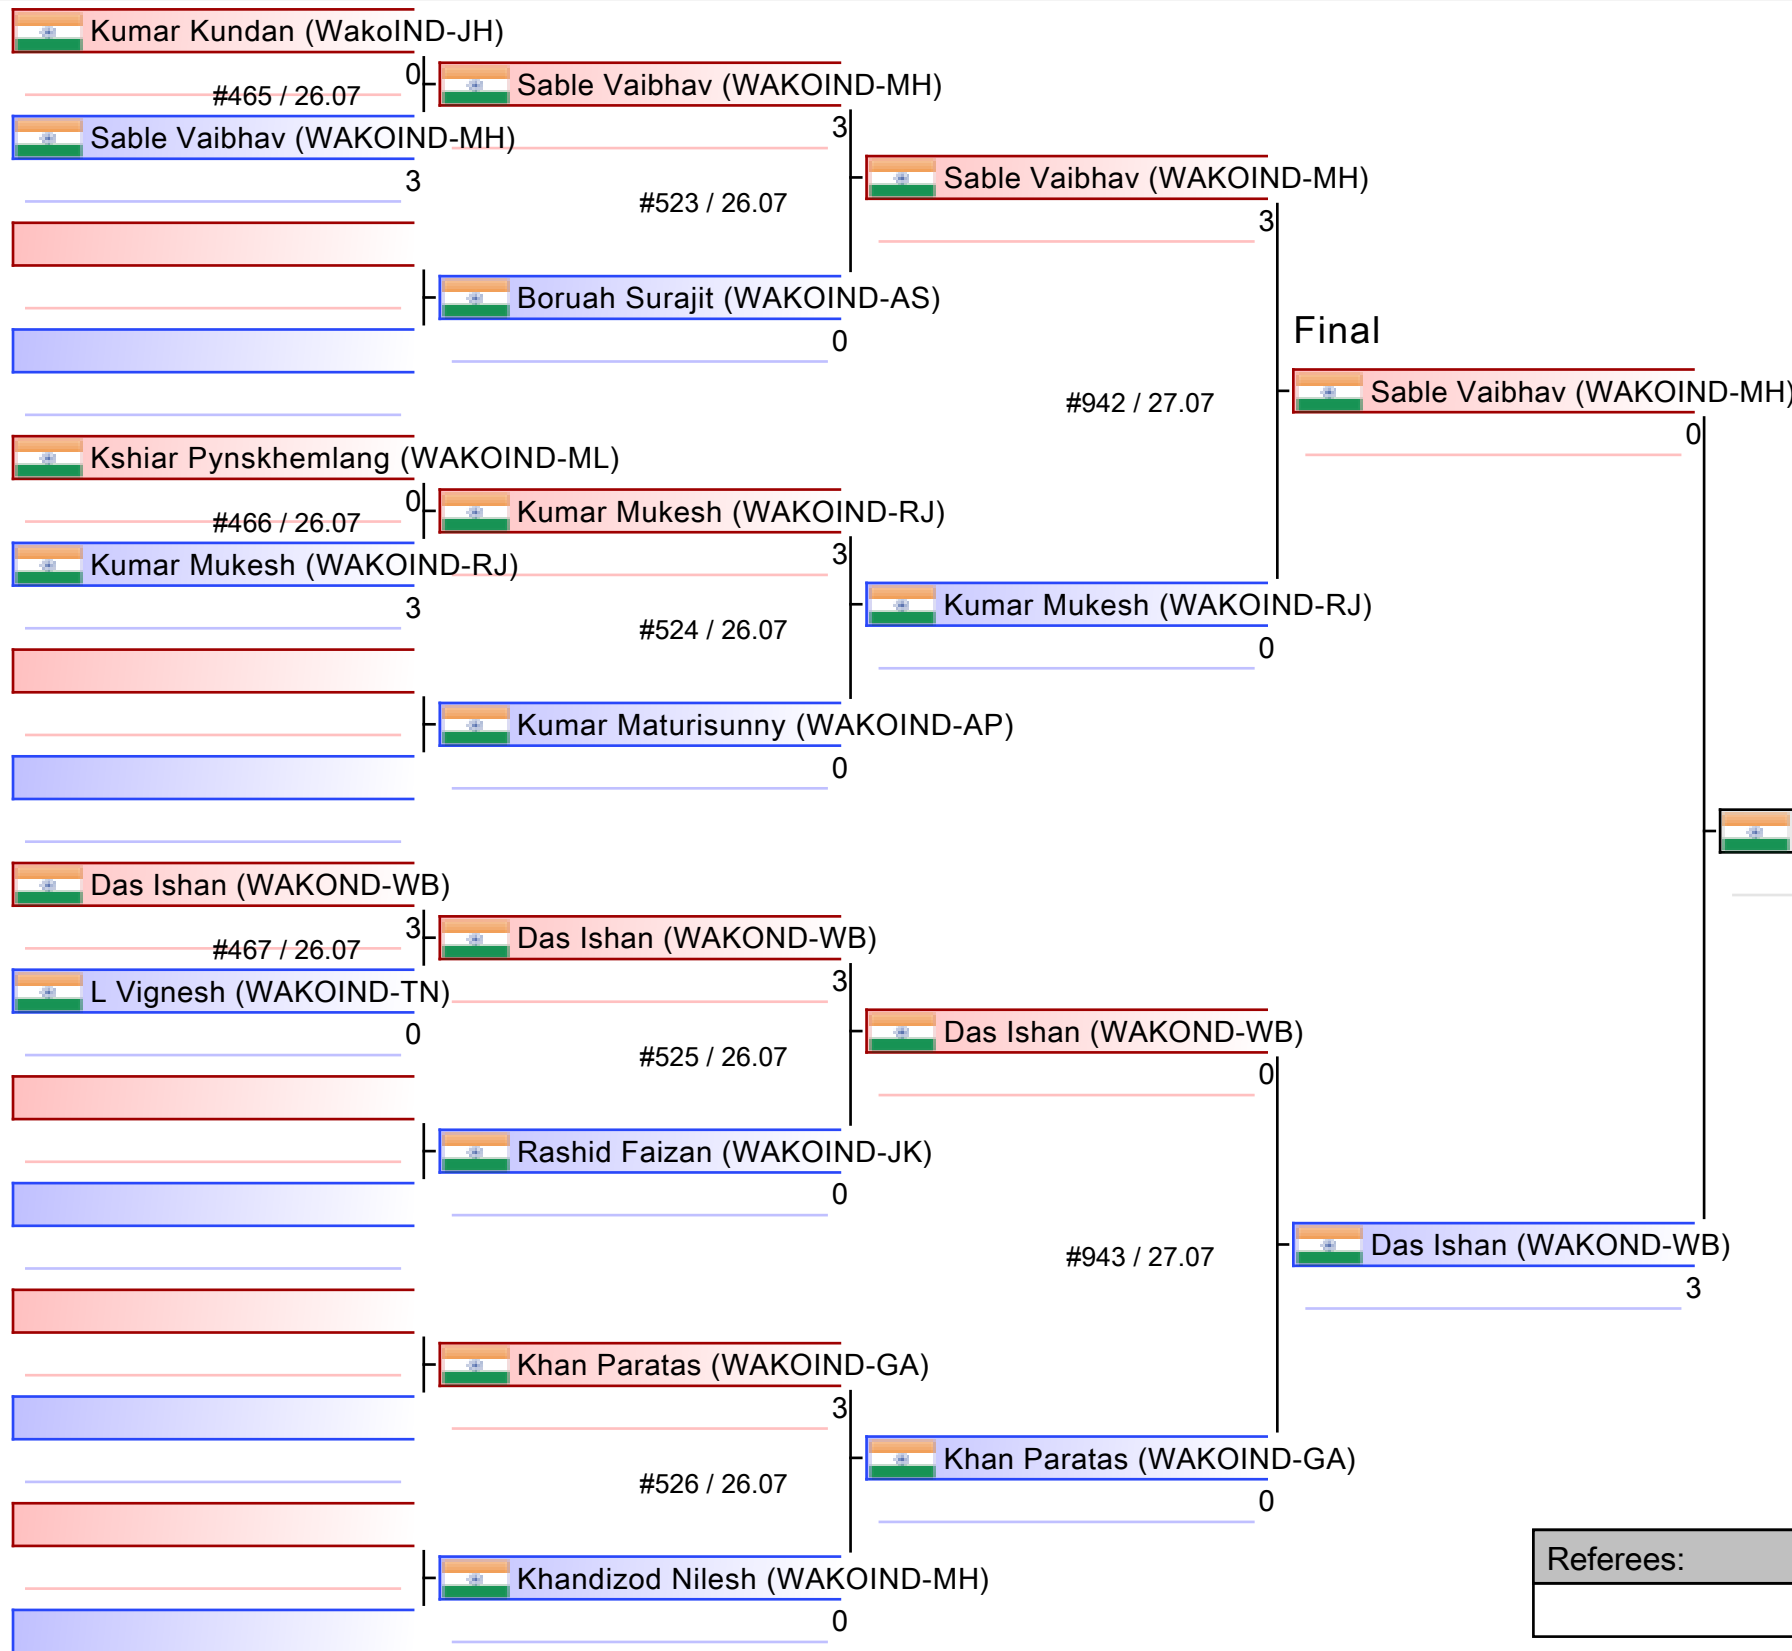 Kumar Kundan (WakoIND-JH)
0
#465 / 26.07
Sable Vaibhav (WAKOIND-MH)
3
Kshiar Pynskhemlang (WAKOIND-ML)
0
#466 / 26.07
Kumar Mukesh (WAKOIND-RJ)
3
Das Ishan (WAKOND-WB)
3
#467 / 26.07
L Vignesh (WAKOIND-TN)
0
Sable Vaibhav (WAKOIND-MH)
3
#523 / 26.07
Boruah Surajit (WAKOIND-AS)
0
Kumar Mukesh (WAKOIND-RJ)
3
#524 / 26.07
Kumar Maturisunny (WAKOIND-AP)
0
Das Ishan (WAKOND-WB)
3
#525 / 26.07
Rashid Faizan (WAKOIND-JK)
0
Khan Paratas (WAKOIND-GA)
3
#526 / 26.07
Khandizod Nilesh (WAKOIND-MH)
0
Sable Vaibhav (WAKOIND-MH)
3
#942 / 27.07
Kumar Mukesh (WAKOIND-RJ)
0
Das Ishan (WAKOND-WB)
0
#943 / 27.07
Khan Paratas (WAKOIND-GA)
0
Final
Sable Vaibhav (WAKOIND-MH)
0
Das Ishan (WAKOND-WB)
3
Referees: